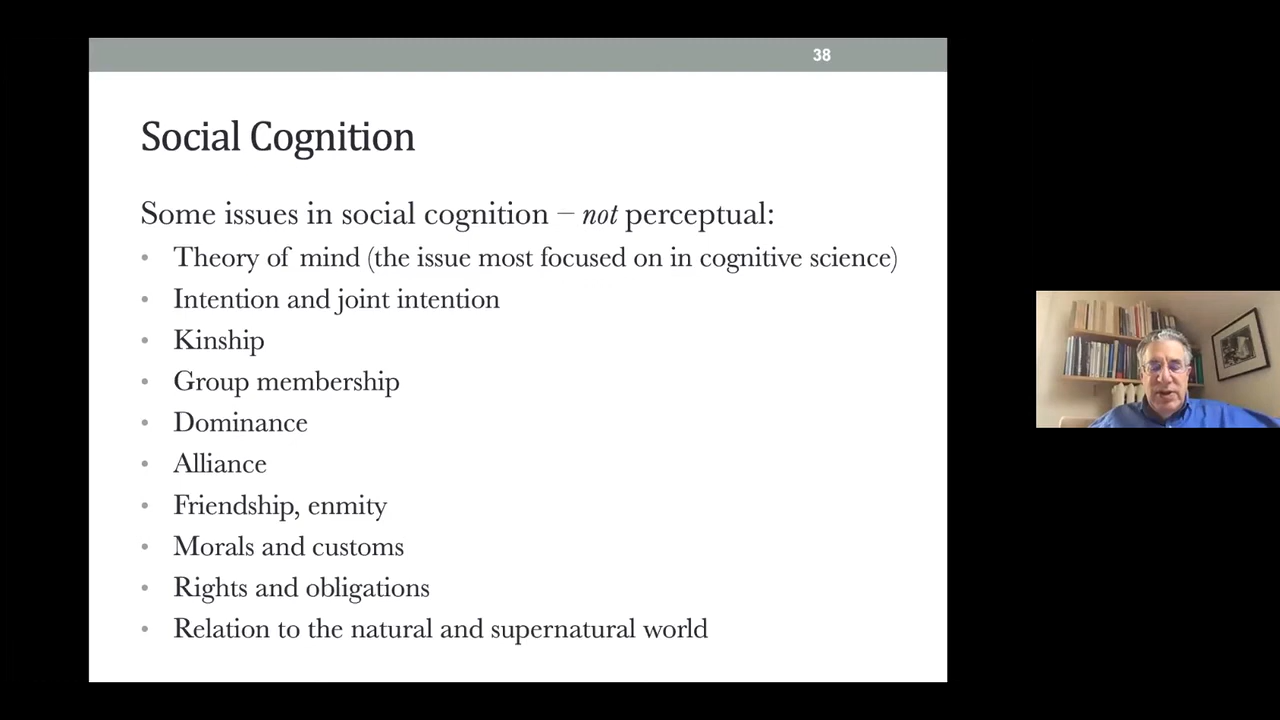 38
Social Cognition
Some issues in social cognition – not perceptual:
• Theory of mind (the issue most focused on in cognitive science)
• Intention and joint intention
• Kinship
• Group membership
• Dominance
• Alliance
• Friendship, enmity
• Morals and customs
• Rights and obligations
• Relation to the natural and supernatural world